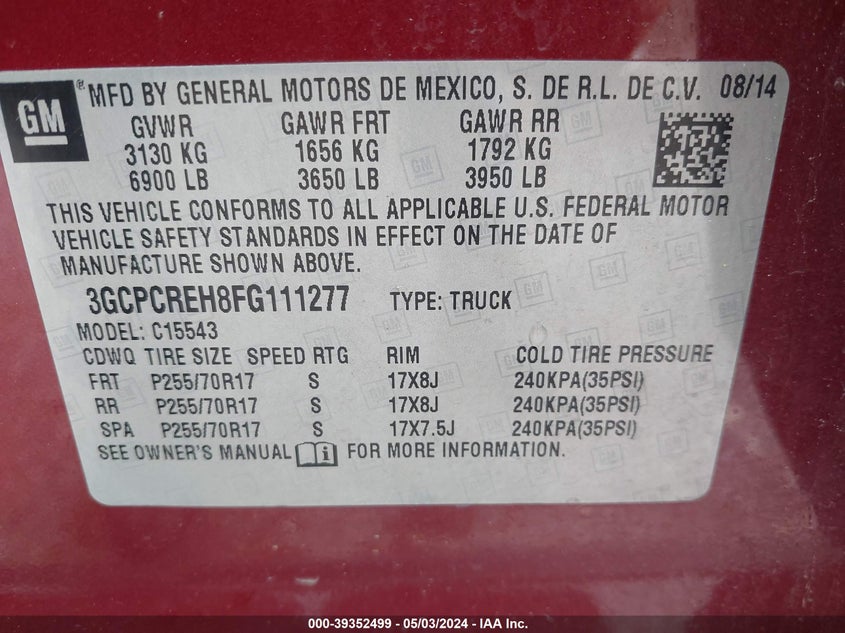 GM
® MFD BY GENERAL MOTORS DE MEXICO, S. DE R.L. DE C.V. 08/14
GVWR GAWR FRT GAWR RR
3130 KG 1656 KG 1792 KG
6900 LB 3650 LB 3950 LB
THIS VEHICLE CONFORMS TO ALL APPLICABLE U.S. FEDERAL MOTOR
VEHICLE SAFETY STANDARDS IN EFFECT ON THE DATE OF
MANUFACTURE SHOWN ABOVE.
3GCPCREH8FG111277 TYPE: TRUCK
MODEL: C15543
CDWQ TIRE SIZE SPEED RTG RIM COLD TIRE PRESSURE
FRT P255/70R17 S 17X8J 240KPA(35PSI)
RR P255/70R17 S 17X8J 240KPA(35PSI)
SPA P255/70R17 S 17X7.5J 240KPA(35PSI)
SEE OWNER'S MANUAL FOR MORE INFORMATION.
000-39352499 — 05/03/2024 — IAA Inc.